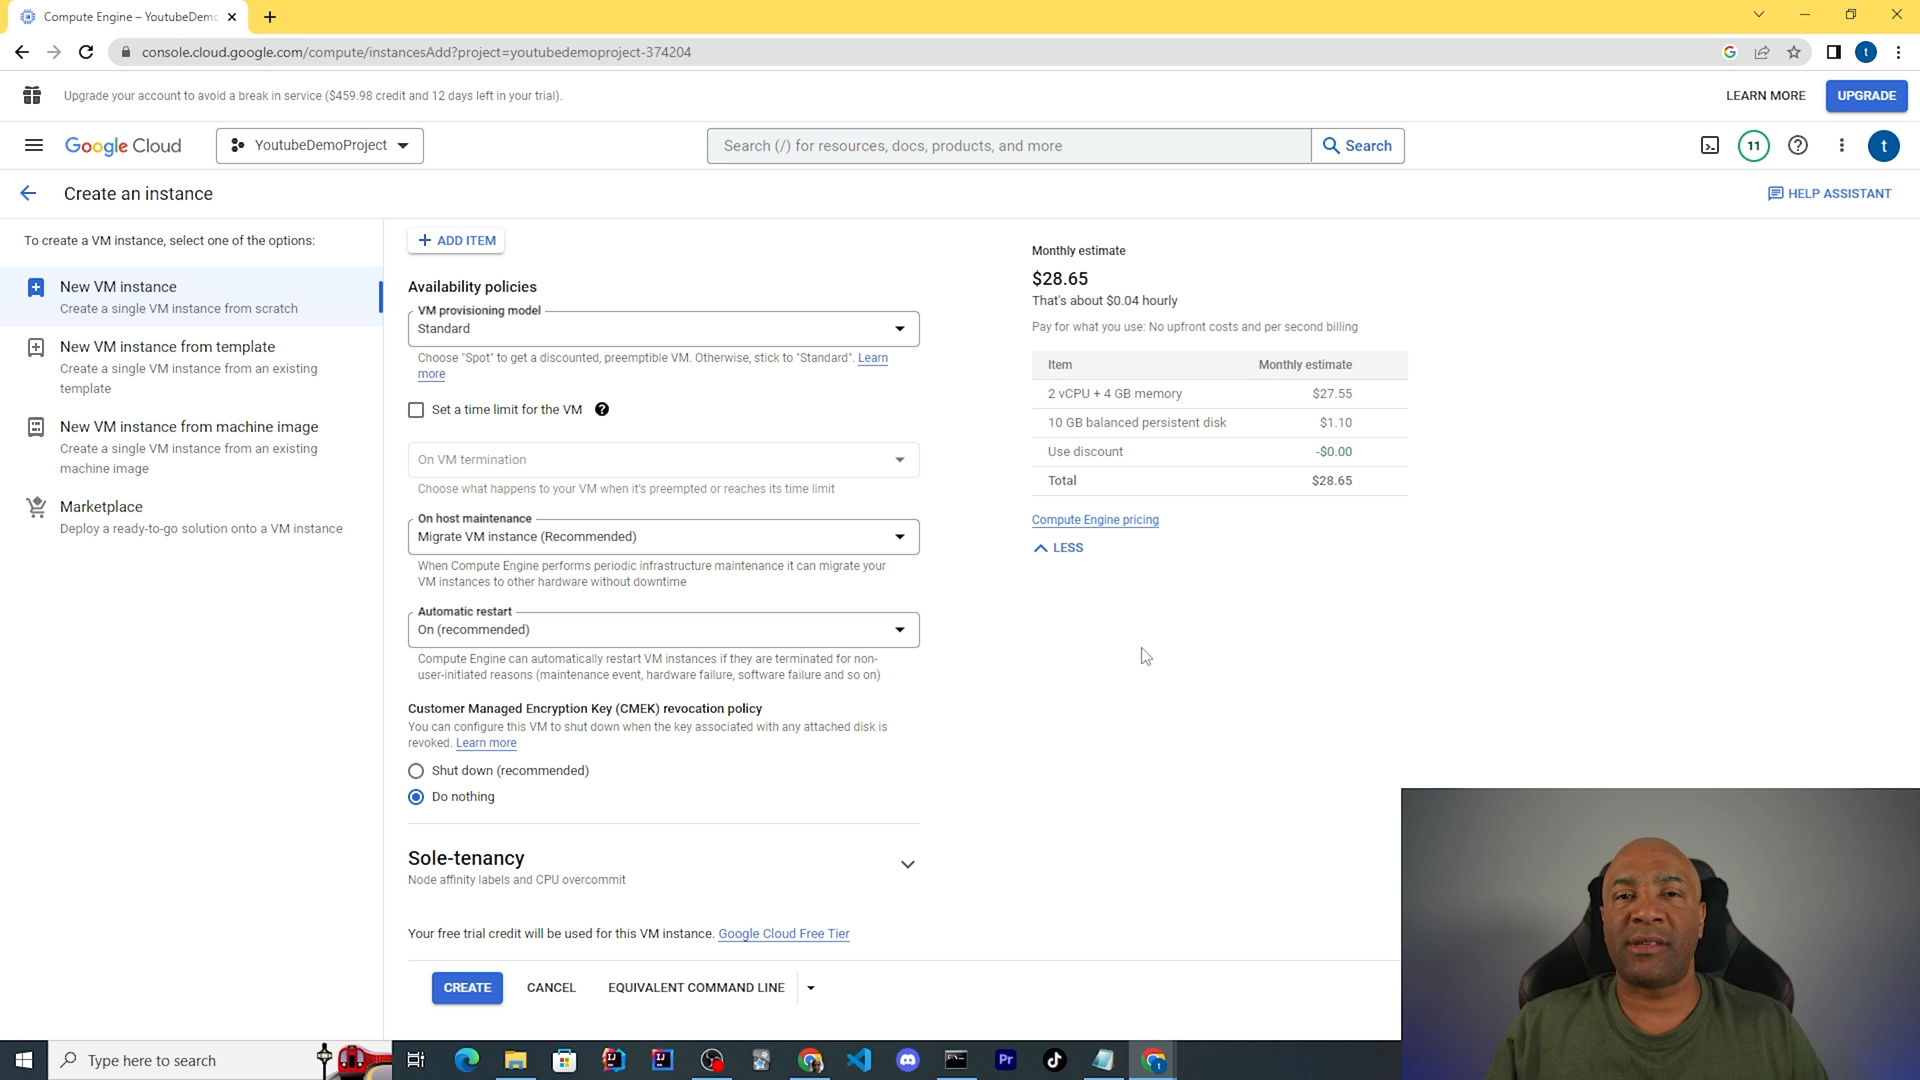 Compute Engine – YoutubeDemo
console.cloud.google.com/compute/instancesAdd?project=youtubedemoproject-374204
t
Upgrade your account to avoid a break in service ($459.98 credit and 12 days left in your trial).
LEARN MORE
UPGRADE
Google Cloud
YoutubeDemoProject
Search (/) for resources, docs, products, and more
Search
11
t
Create an instance
HELP ASSISTANT
To create a VM instance, select one of the options:
New VM instance
Create a single VM instance from scratch
New VM instance from template
Create a single VM instance from an existing
template
New VM instance from machine image
Create a single VM instance from an existing
machine image
Marketplace
Deploy a ready-to-go solution onto a VM instance
ADD ITEM
Availability policies
VM provisioning model
Standard
Choose "Spot" to get a discounted, preemptible VM. Otherwise, stick to "Standard". Learn
more
Set a time limit for the VM
On VM termination
Choose what happens to your VM when it's preempted or reaches its time limit
On host maintenance
Migrate VM instance (Recommended)
When Compute Engine performs periodic infrastructure maintenance it can migrate your
VM instances to other hardware without downtime
Automatic restart
On (recommended)
Compute Engine can automatically restart VM instances if they are terminated for non-
user-initiated reasons (maintenance event, hardware failure, software failure and so on)
Customer Managed Encryption Key (CMEK) revocation policy
You can configure this VM to shut down when the key associated with any attached disk is
revoked. Learn more
Shut down (recommended)
Do nothing
Sole-tenancy
Node affinity labels and CPU overcommit
Your free trial credit will be used for this VM instance. Google Cloud Free Tier
CREATE
CANCEL
EQUIVALENT COMMAND LINE
Monthly estimate
$28.65
That's about $0.04 hourly
Pay for what you use: No upfront costs and per second billing
Item Monthly estimate
2 vCPU + 4 GB memory $27.55
10 GB balanced persistent disk $1.10
Use discount -$0.00
Total $28.65
Compute Engine pricing
LESS
Type here to search
IJ
IJ
Pr
t